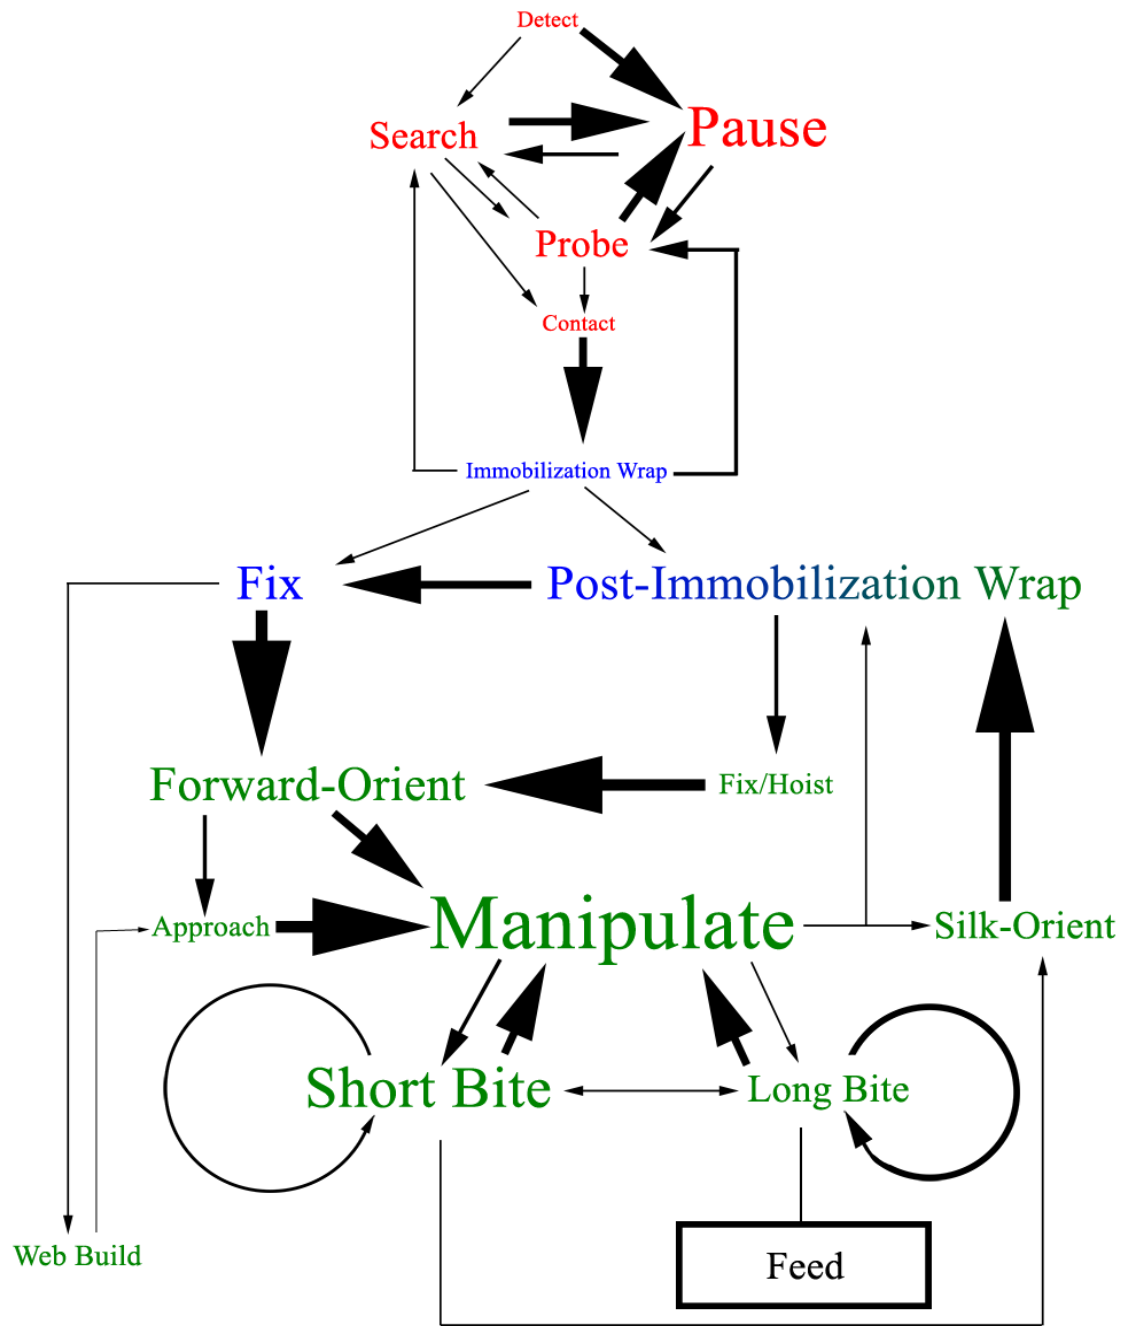 Detect
Pause
Search
Probe
Contact
Immobilization Wrap
Fix
Post-Immobilization Wrap
Forward-Orient
Fix/Hoist
Approach
Manipulate
Silk-Orient
Short Bite
Long Bite
Web Build
Feed